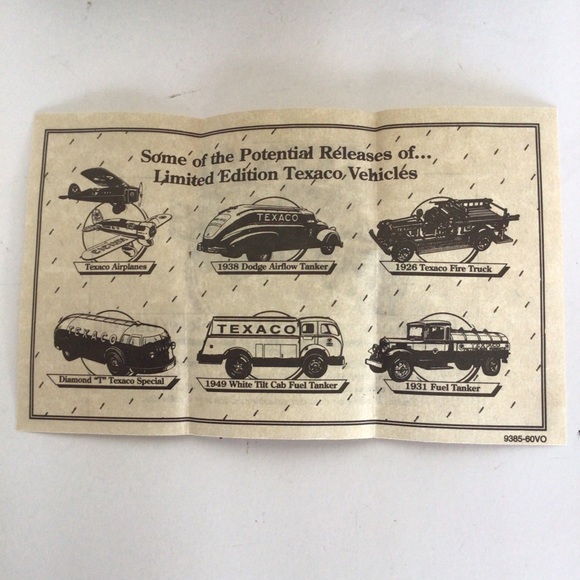 Some of the Potential Releases of...
Limited Edition Texaco Vehicles
TEXACO
Texaco Airplanes
1938 Dodge Airflow Tanker
1926 Texaco Fire Truck
TEXACO
TEXACO
TEXACO
Diamond "T" Texaco Special
1949 White Tilt Cab Fuel Tanker
1931 Fuel Tanker
9385-60VO